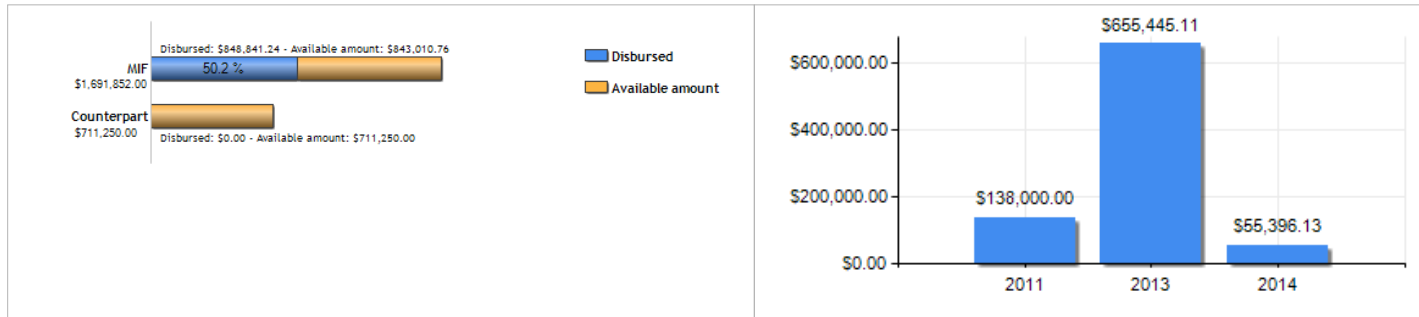 Disbursed: $848,841.24 - Available amount: $843,010.76
MIF
$1,691,852.00
50.2 %
Counterpart
$711,250.00
Disbursed: $0.00 - Available amount: $711,250.00
Disbursed
Available amount
$655,445.11
$600,000.00
$400,000.00
$200,000.00
$138,000.00
$55,396.13
$0.00
2011 2013 2014